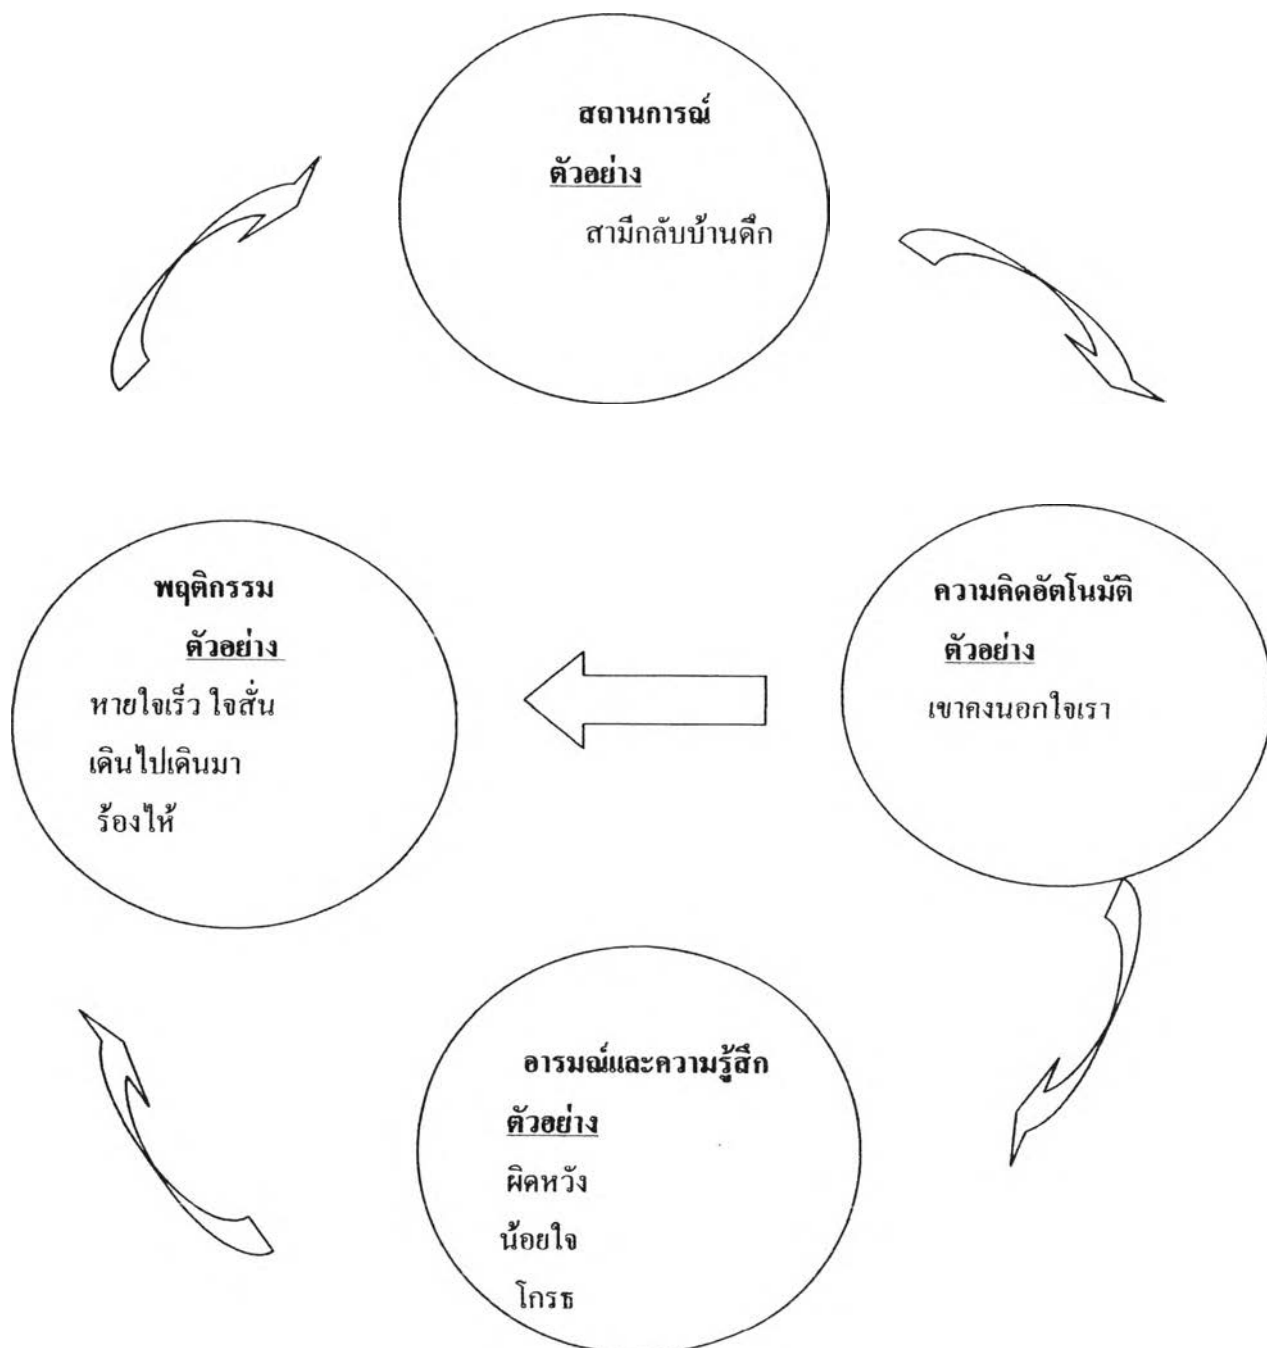 สถานการณ์
ตัวอย่าง
สามีกลับบ้านดึก
ความคิดอัตโนมัติ
ตัวอย่าง
เขาคงนอกใจเรา
อารมณ์และความรู้สึก
ตัวอย่าง
ผิดหวัง
น้อยใจ
โกรธ
พฤติกรรม
ตัวอย่าง
หายใจเร็ว ใจสั่น
เดินไปเดินมา
ร้องไห้